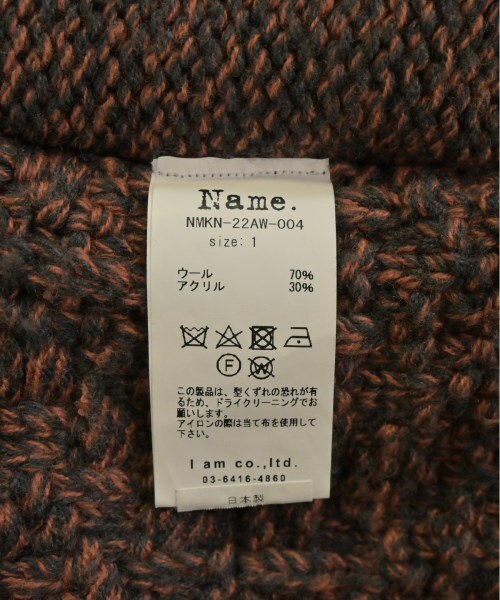 Name.
NMKN-22AW-004
size: 1
ウール 70%
アクリル 30%
F
W
この製品は、型くずれの恐れが有
るため、ドライクリーニングでお
願いします。
アイロンの際は当て布を使用して
下さい。
I am co.,ltd.
03-6416-4860
日本製